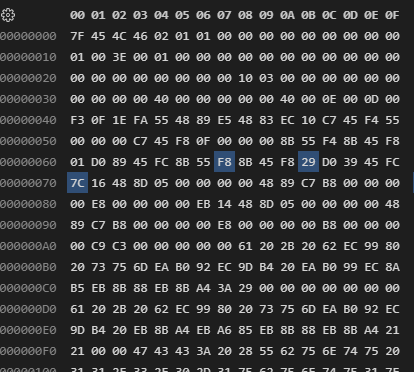 00 01 02 03 04 05 06 07 08 09 0A 0B 0C 0D 0E 0F
00000000 7F 45 4C 46 02 01 01 00 00 00 00 00 00 00 00 00
00000010 01 00 3E 00 01 00 00 00 00 00 00 00 00 00 00 00
00000020 00 00 00 00 00 00 00 00 10 03 00 00 00 00 00 00
00000030 00 00 00 00 40 00 00 00 00 00 40 00 0E 00 0D 00
00000040 F3 0F 1E FA 55 48 89 E5 48 83 EC 10 C7 45 F4 55
00000050 00 00 00 C7 45 F8 0F 00 00 00 8B 55 F4 8B 45 F8
00000060 01 D0 89 45 FC 8B 55 F8 8B 45 F8 29 D0 39 45 FC
00000070 7C 16 48 8D 05 00 00 00 00 48 89 C7 B8 00 00 00
00000080 00 E8 00 00 00 00 EB 14 48 8D 05 00 00 00 00 48
00000090 89 C7 B8 00 00 00 00 E8 00 00 00 00 B8 00 00 00
000000A0 00 C9 C3 00 00 00 00 00 61 20 2B 20 62 EC 99 80
000000B0 20 73 75 6D EA B0 92 EC 9D B4 20 EA B0 99 EC 8A
000000C0 B5 EB 8B 88 EB 8B A4 3A 29 00 00 00 00 00 00 00
000000D0 61 20 2B 20 62 EC 99 80 20 73 75 6D EA B0 92 EC
000000E0 9D B4 20 EB 8B A4 EB A6 85 EB 8B 88 EB 8B A4 21
000000F0 21 00 00 47 43 43 3A 20 28 55 62 75 6E 74 75 20